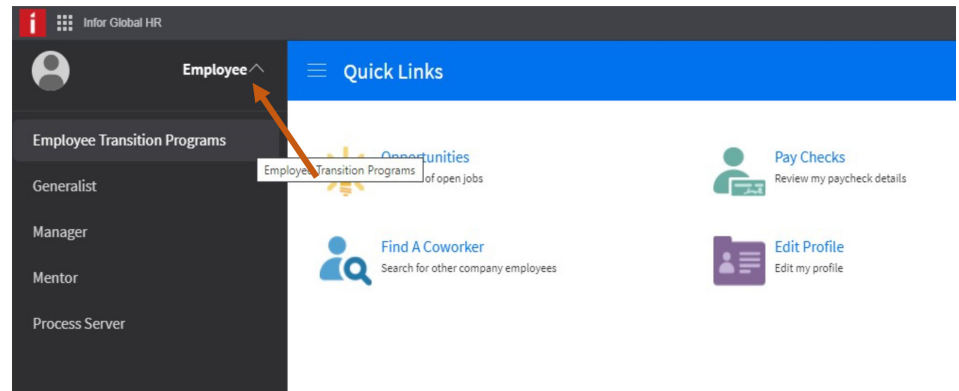 Infor Global HR
Employee
Quick Links
Employee Transition Programs
Generalist
Manager
Mentor
Process Server
Employee Transition Programs
Opportunities
of open jobs
Pay Checks
Review my paycheck details
Find A Coworker
Search for other company employees
Edit Profile
Edit my profile